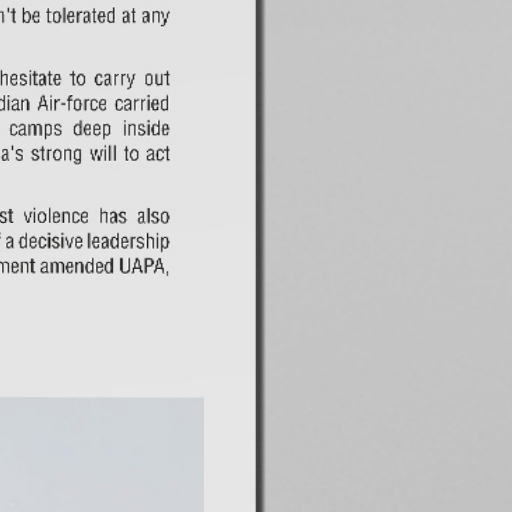 n't be tolerated at any
hesitate to carry out
dian Air-force carried
camps deep inside
a's strong will to act
st violence has also
a decisive leadership
ment amended UAPA,